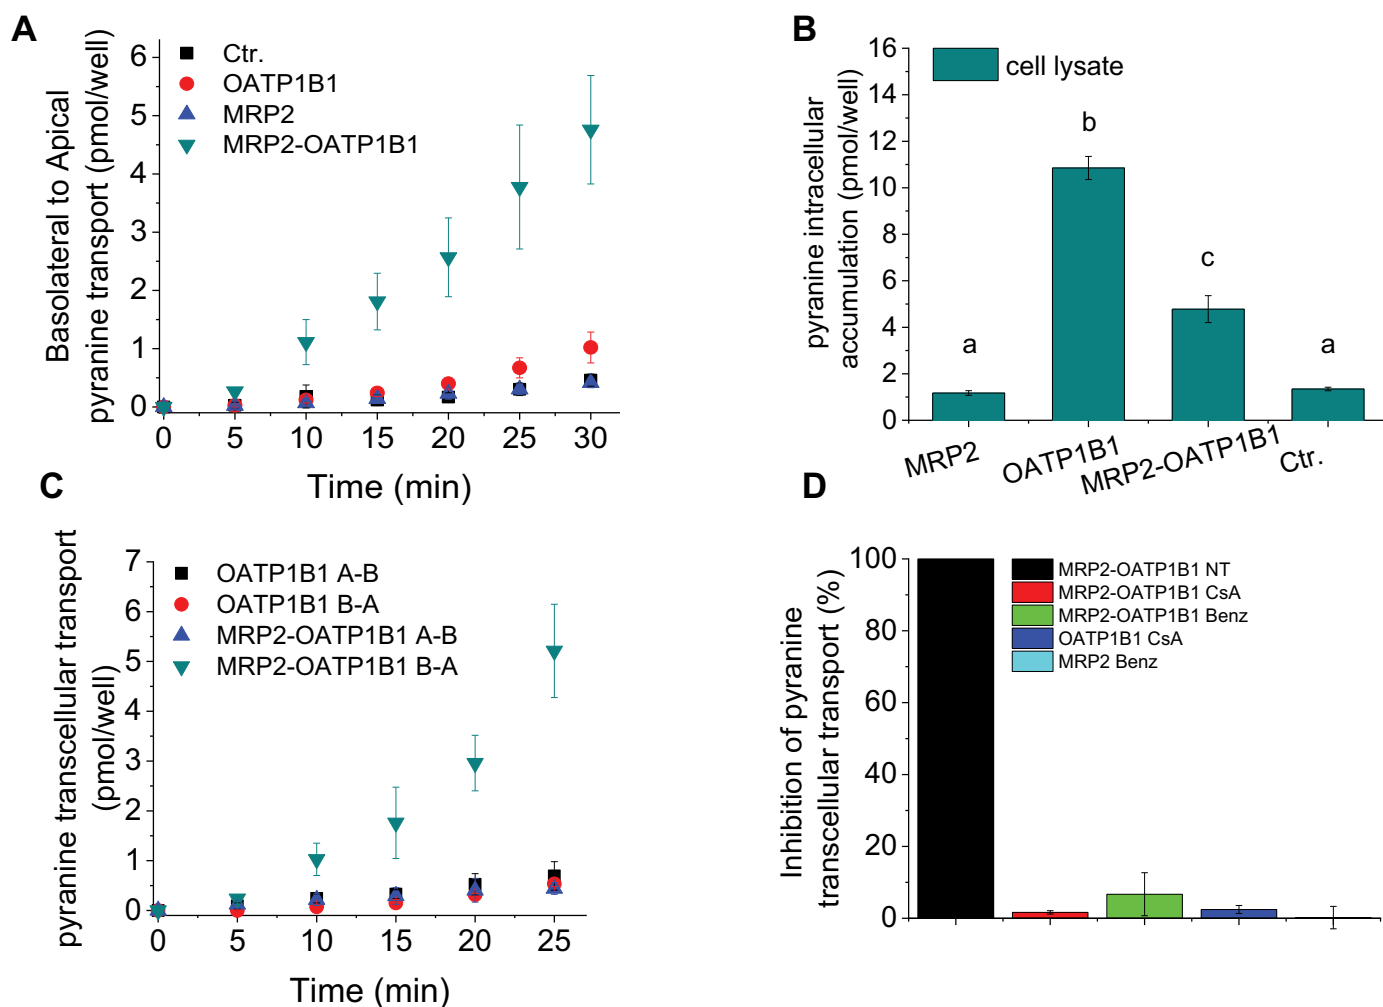 A
Basolateral to Apical
pyranine transport (pmol/well)
6
5
4
3
2
1
0
Ctr.
OATP1B1
MRP2
MRP2-OATP1B1
0 5 10 15 20 25 30
Time (min)
B
pyranine intracellular
accumulation (pmol/well)
16
14
12
10
8
6
4
2
0
cell lysate
a
b
c
a
MRP2
OATP1B1
MRP2-OATP1B1
Ctr.
C
pyranine transcellular transport
(pmol/well)
7
6
5
4
3
2
1
0
OATP1B1 A-B
OATP1B1 B-A
MRP2-OATP1B1 A-B
MRP2-OATP1B1 B-A
0 5 10 15 20 25
Time (min)
D
Inhibition of pyranine
transcellular transport (%)
100
80
60
40
20
0
MRP2-OATP1B1 NT
MRP2-OATP1B1 CsA
MRP2-OATP1B1 Benz
OATP1B1 CsA
MRP2 Benz